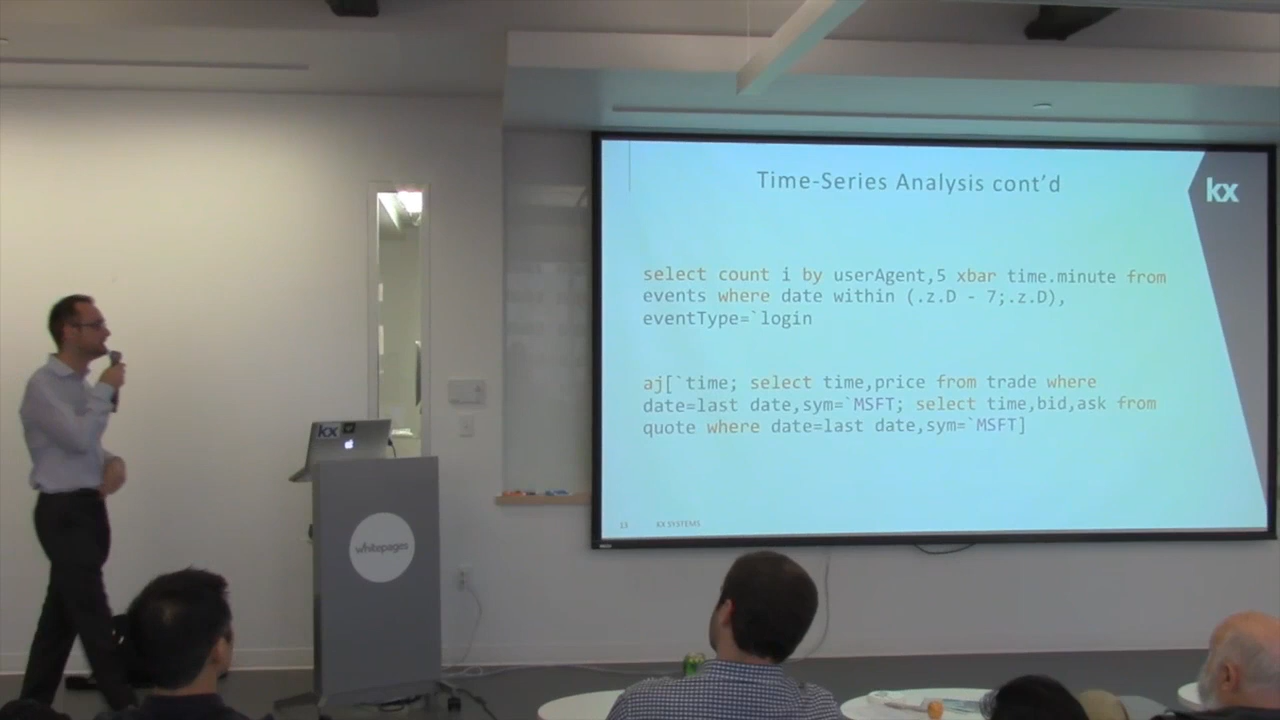 Time-Series Analysis cont'd
kx
select count i by userAgent,5 xbar time.minute from
events where date within (.z.D - 7;.z.D),
eventType=`login
aj[`time; select time,price from trade where
date=last date,sym=`MSFT; select time,bid,ask from
quote where date=last date,sym=`MSFT]
13 KX SYSTEMS
kx
whitepages